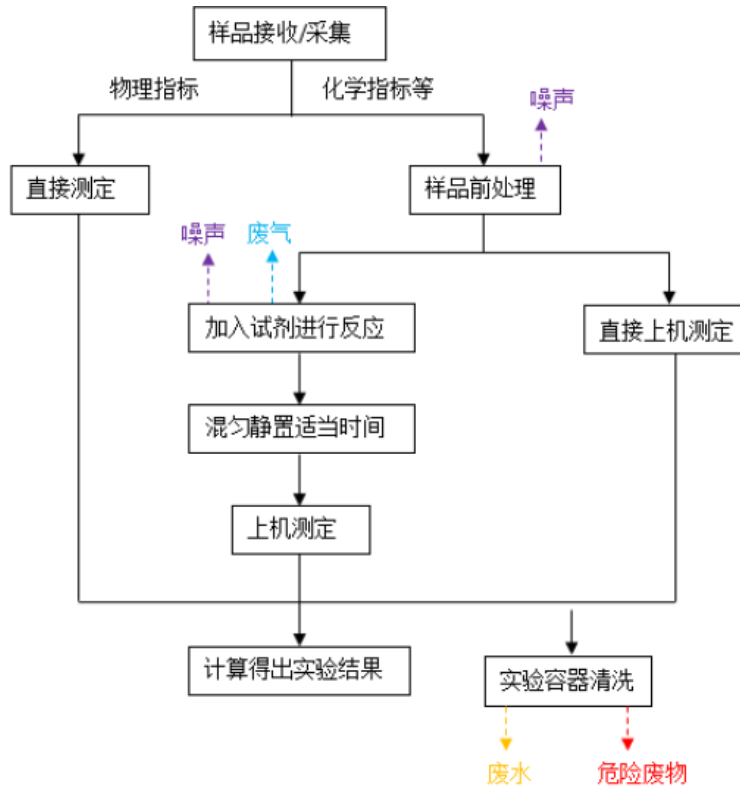 样品接收/采集
物理指标
化学指标等
噪声
直接测定
样品前处理
噪声
废气
加入试剂进行反应
直接上机测定
混匀静置适当时间
上机测定
计算得出实验结果
实验容器清洗
废水
危险废物